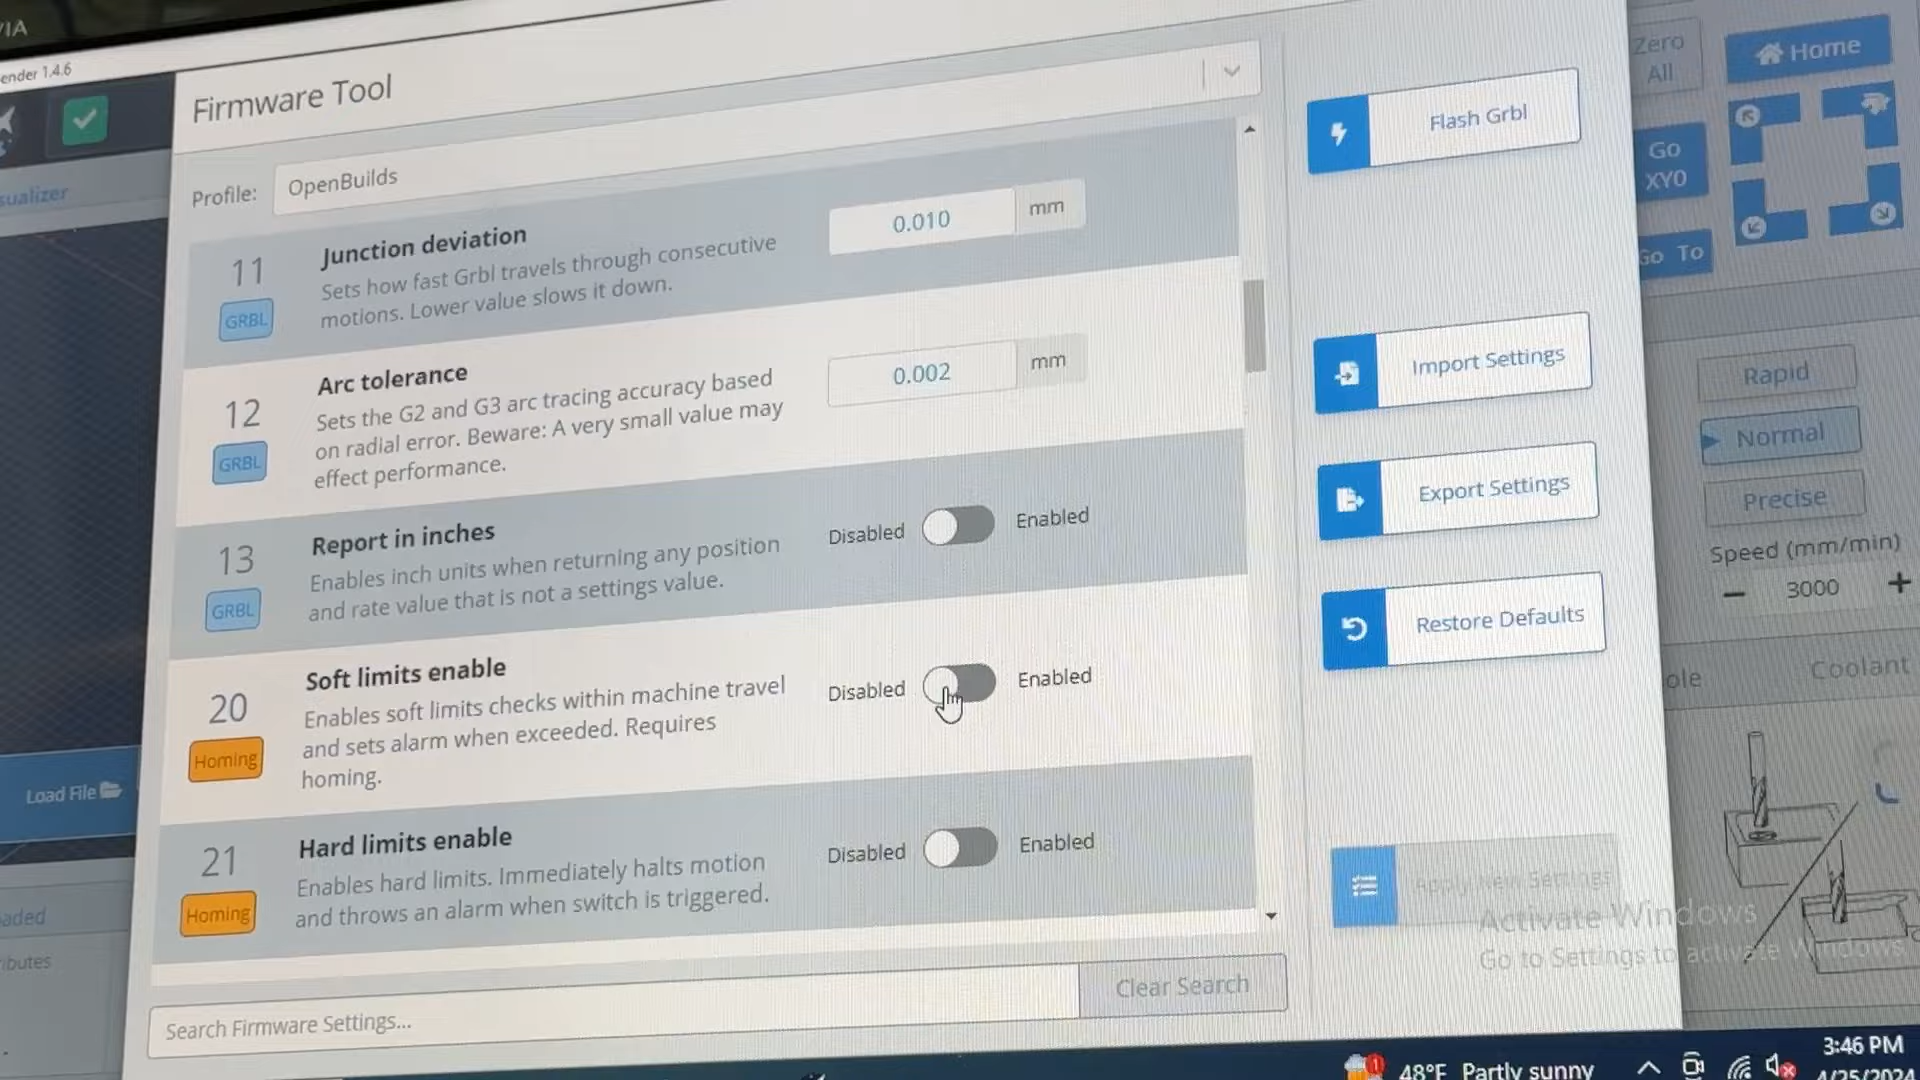 VIA
ender 1.4.6
Firmware Tool
Profile:
OpenBuilds
11
GRBL
Junction deviation
Sets how fast Grbl travels through consecutive
motions. Lower value slows it down.
0.010
mm
12
GRBL
Arc tolerance
Sets the G2 and G3 arc tracing accuracy based
on radial error. Beware: A very small value may
effect performance.
0.002
mm
13
GRBL
Report in inches
Enables inch units when returning any position
and rate value that is not a settings value.
Disabled
Enabled
20
Homing
Soft limits enable
Enables soft limits checks within machine travel
and sets alarm when exceeded. Requires
homing.
Disabled
Enabled
21
Homing
Hard limits enable
Enables hard limits. Immediately halts motion
and throws an alarm when switch is triggered.
Disabled
Enabled
Search Firmware Settings...
Clear Search
Flash Grbl
Import Settings
Export Settings
Restore Defaults
Apply New Settings
Activate Windows
Go to Settings to activate Windows.
sualizer
Load File
aded
ibutes
Zero
All
Home
Go
XY0
Go To
Rapid
Normal
Precise
Speed (mm/min)
3000
ole
Coolant
1
48°F Partly sunny
3:46 PM
4/25/2024